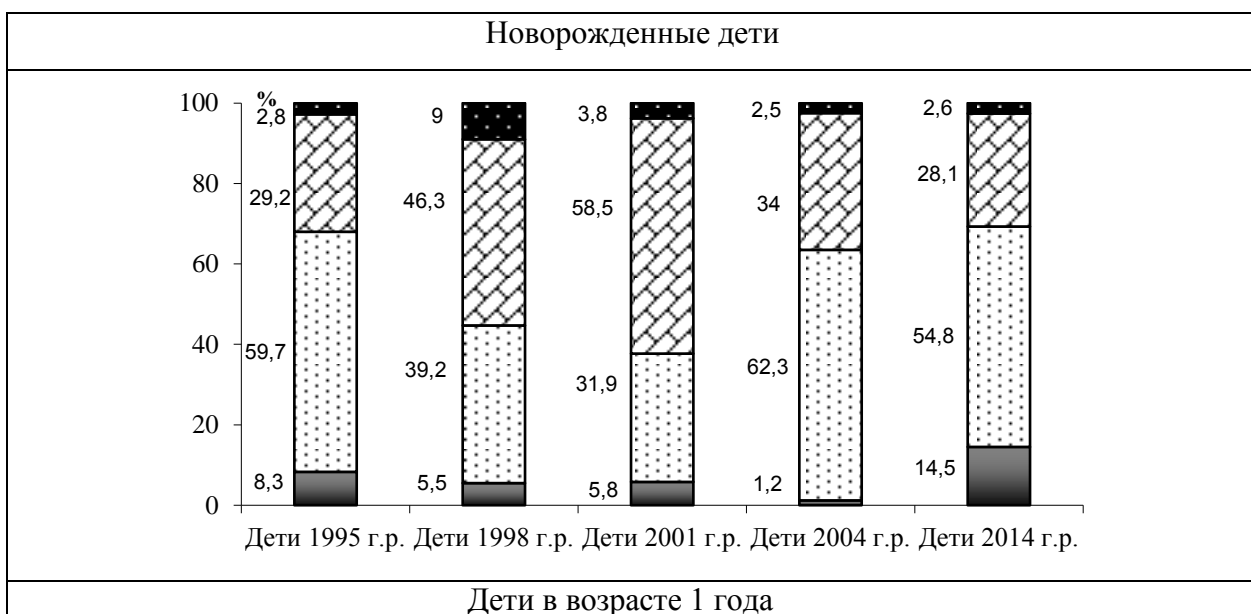 Новорожденные дети
100 % 
2,8 9 3,8 2,5 2,6
80
29,2 46,3 58,5 34 28,1
60
40
59,7 39,2 31,9 62,3 54,8
20
8,3 5,5 5,8 1,2 14,5
0
Дети 1995 г.р. Дети 1998 г.р. Дети 2001 г.р. Дети 2004 г.р. Дети 2014 г.р.
Дети в возрасте 1 года